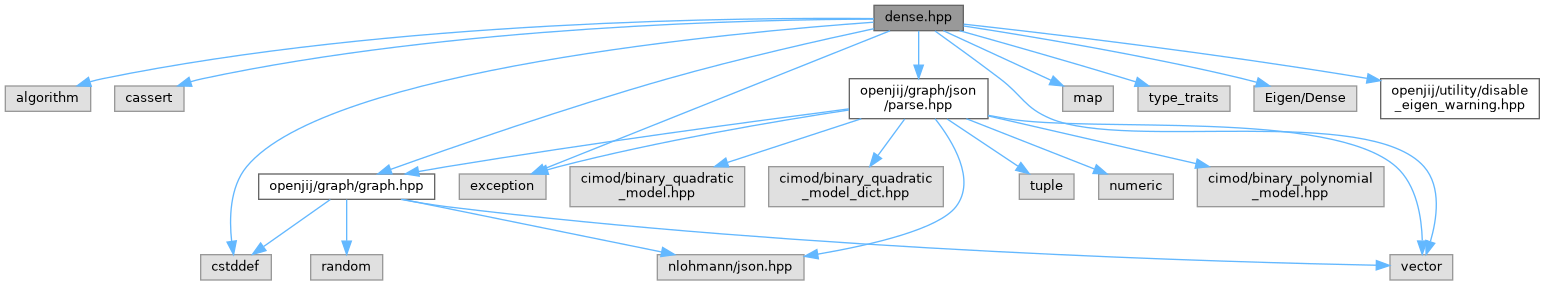 dense.hpp
algorithm
cassert
openjij/graph/json
/parse.hpp
map
type_traits
Eigen/Dense
openjij/utility/disable
_eigen_warning.hpp
openjij/graph/graph.hpp
exception
cimod/binary_quadratic
_model.hpp
cimod/binary_quadratic
_model_dict.hpp
tuple
numeric
cimod/binary_polynomial
_model.hpp
cstddef
random
nlohmann/json.hpp
vector